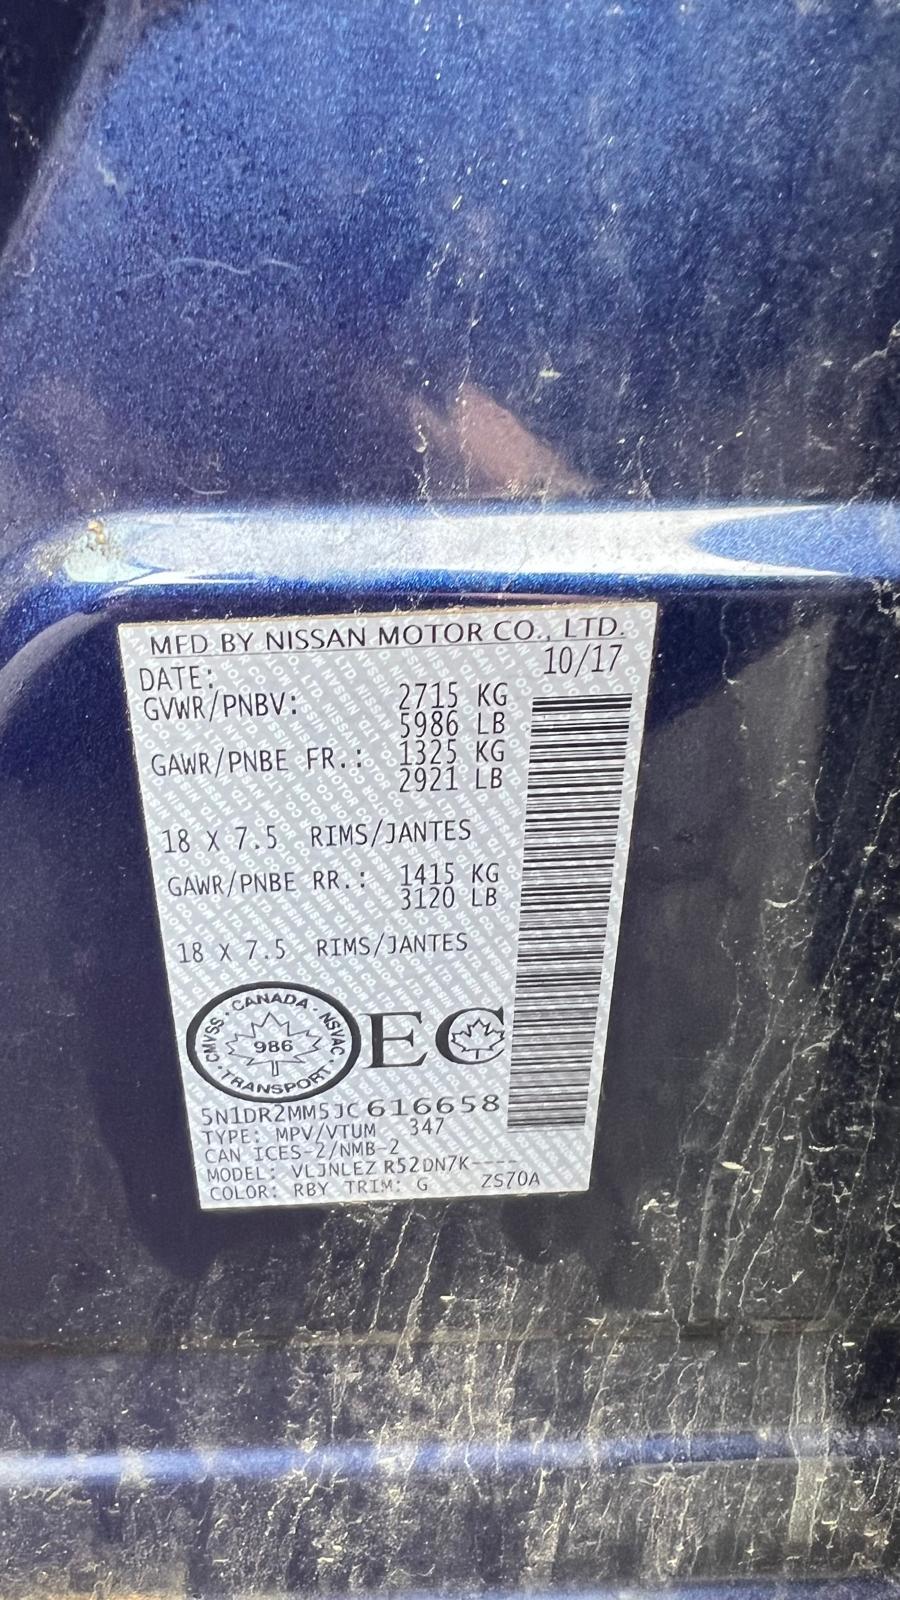 MFD BY NISSAN MOTOR CO., LTD.
DATE: 10/17
GVWR/PNBV: 2715 KG
5986 LB
GAWR/PNBE FR.: 1325 KG
2921 LB
18 X 7.5 RIMS/JANTES
GAWR/PNBE RR.: 1415 KG
3120 LB
18 X 7.5 RIMS/JANTES
CANADA · NSVAC · TRANSPORT · CMVSS ·
986
EC
5N1DR2MM5JC616658
TYPE: MPV/VTUM 347
CAN ICES-2/NMB-2
MODEL: VLJNLEZ R52DN7K----
COLOR: RBY TRIM: G ZS70A